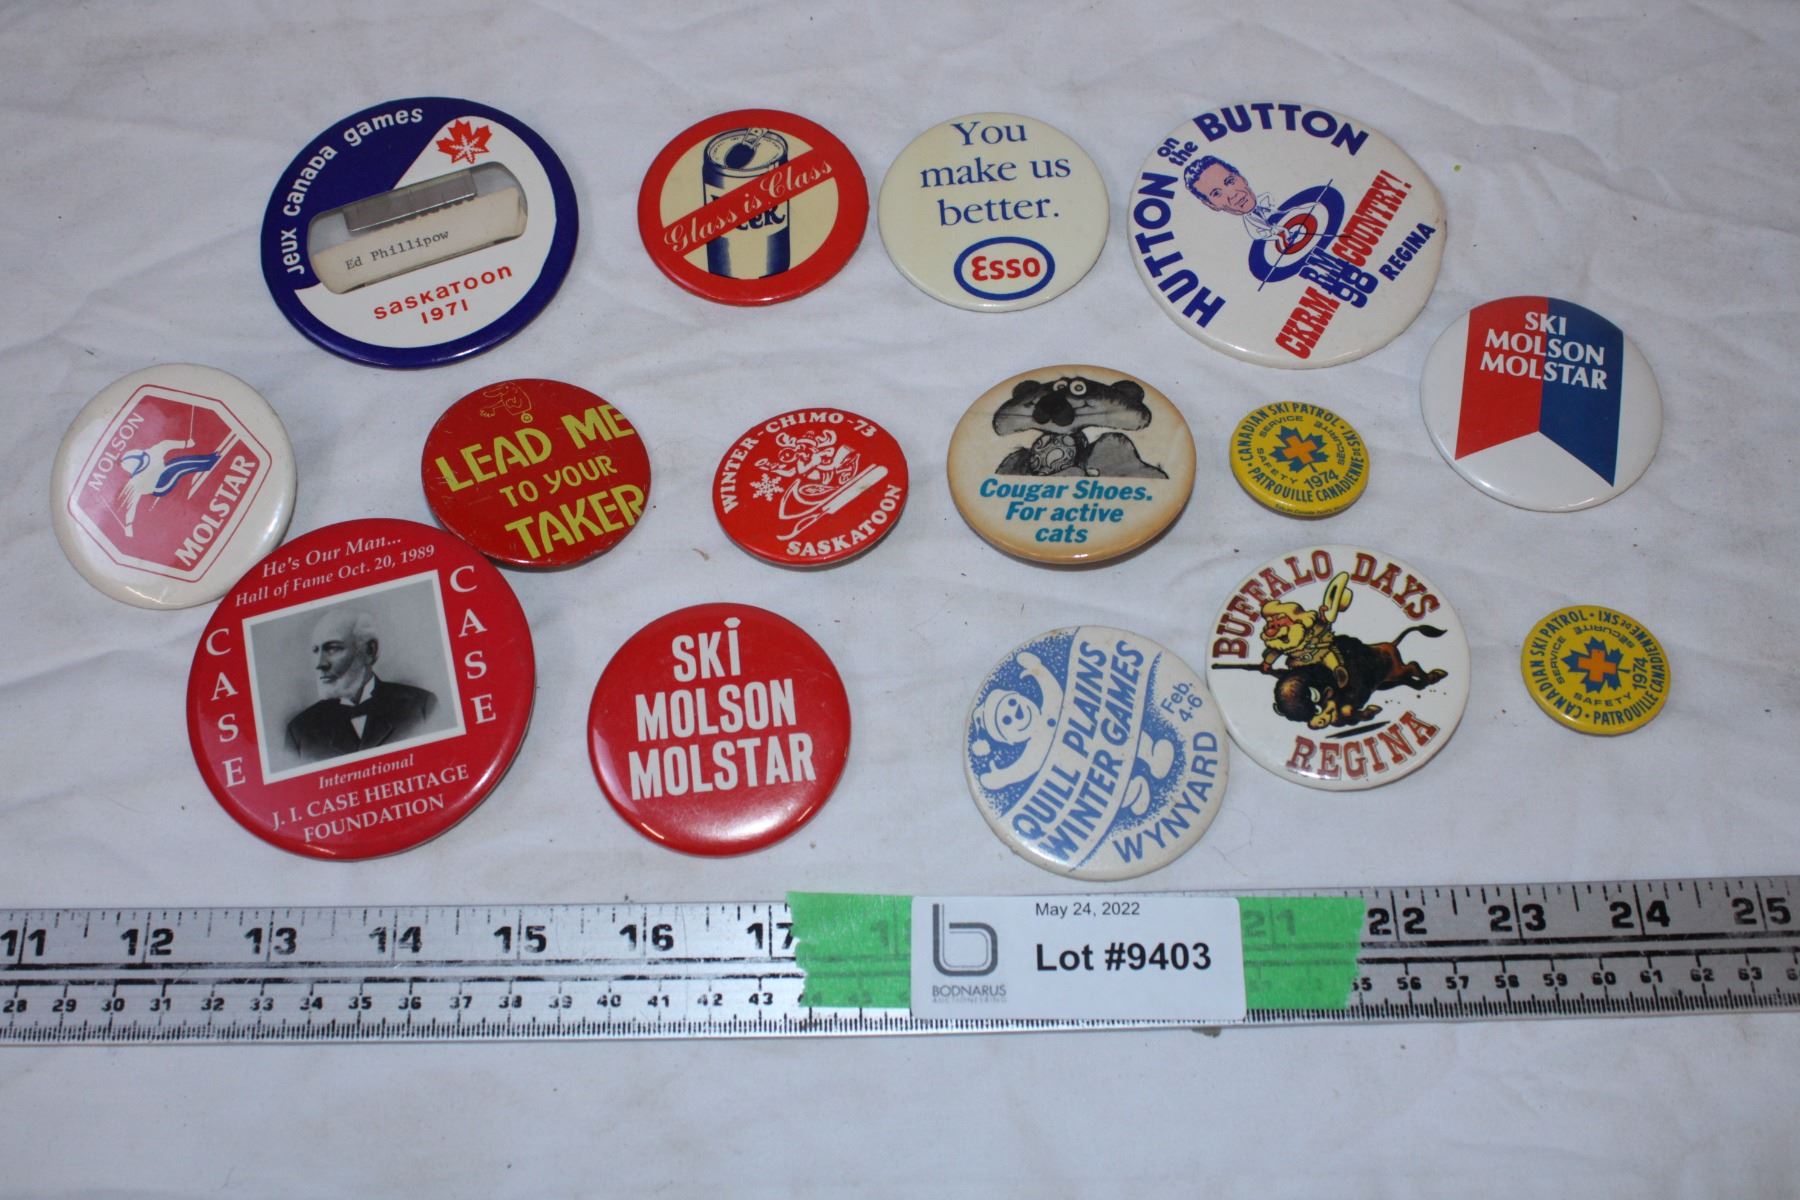 Jeux Canada games
Ed Phillipow
Saskatoon
1971
Glass is Class
You
make us
better.
Esso
HUTTON on the BUTTON
CKRM COUNTRY!
98
RM
REGINA
SKI
MOLSON
MOLSTAR
MOLSON
MOLSTAR
LEAD ME
TO YOUR
TAKER
WINTER-CHIMO-73
SASKATOON
Cougar Shoes.
For active
cats
CANADIAN SKI PATROL
SERVICE
SÉCURITÉ
SAFETY 1974
PATROUILLE CANADIENNE DE SKI
He's Our Man...
Hall of Fame Oct. 20, 1989
CASE
CASE
International
J. I. CASE HERITAGE
FOUNDATION
SKI
MOLSON
MOLSTAR
QUILL PLAINS
WINTER GAMES
Feb.
4-6
WYNYARD
BUFFALO DAYS
REGINA
CANADIAN SKI PATROL
SERVICE
SÉCURITÉ
SAFETY 1974
PATROUILLE CANADIENNE DE SKI
11 12 13 14 15 16 17 21 22 23 24 25
May 24, 2022
Lot #9403
BODNARUS
AUCTIONEERING
28 29 30 31 32 33 34 35 36 37 38 39 40 41 42 43 44 45 55 56 57 58 59 60 61 62 63